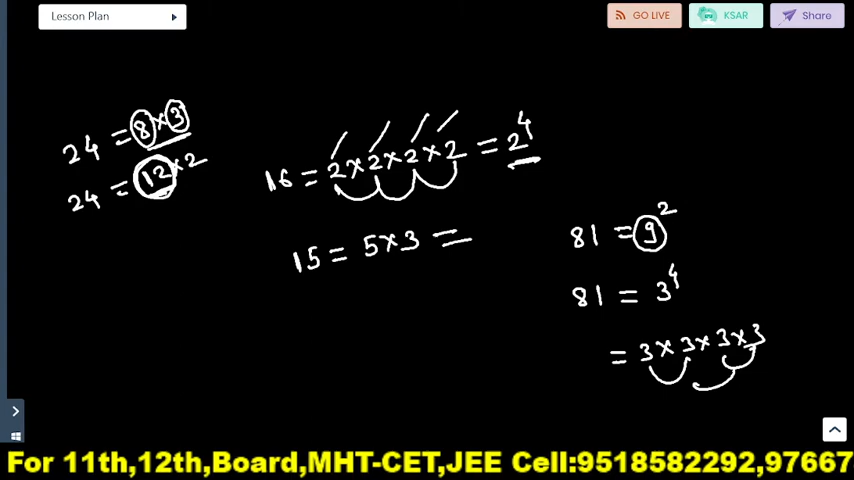 Lesson Plan
GO LIVE
KSAR
Share
24 = 8 × 3
24 = 12 × 2
16 = 2 × 2 × 2 × 2 = 2⁴
15 = 5 × 3 =
81 = 9²
81 = 3⁴
= 3 × 3 × 3 × 3
For 11th,12th,Board,MHT-CET,JEE Cell:9518582292,97667